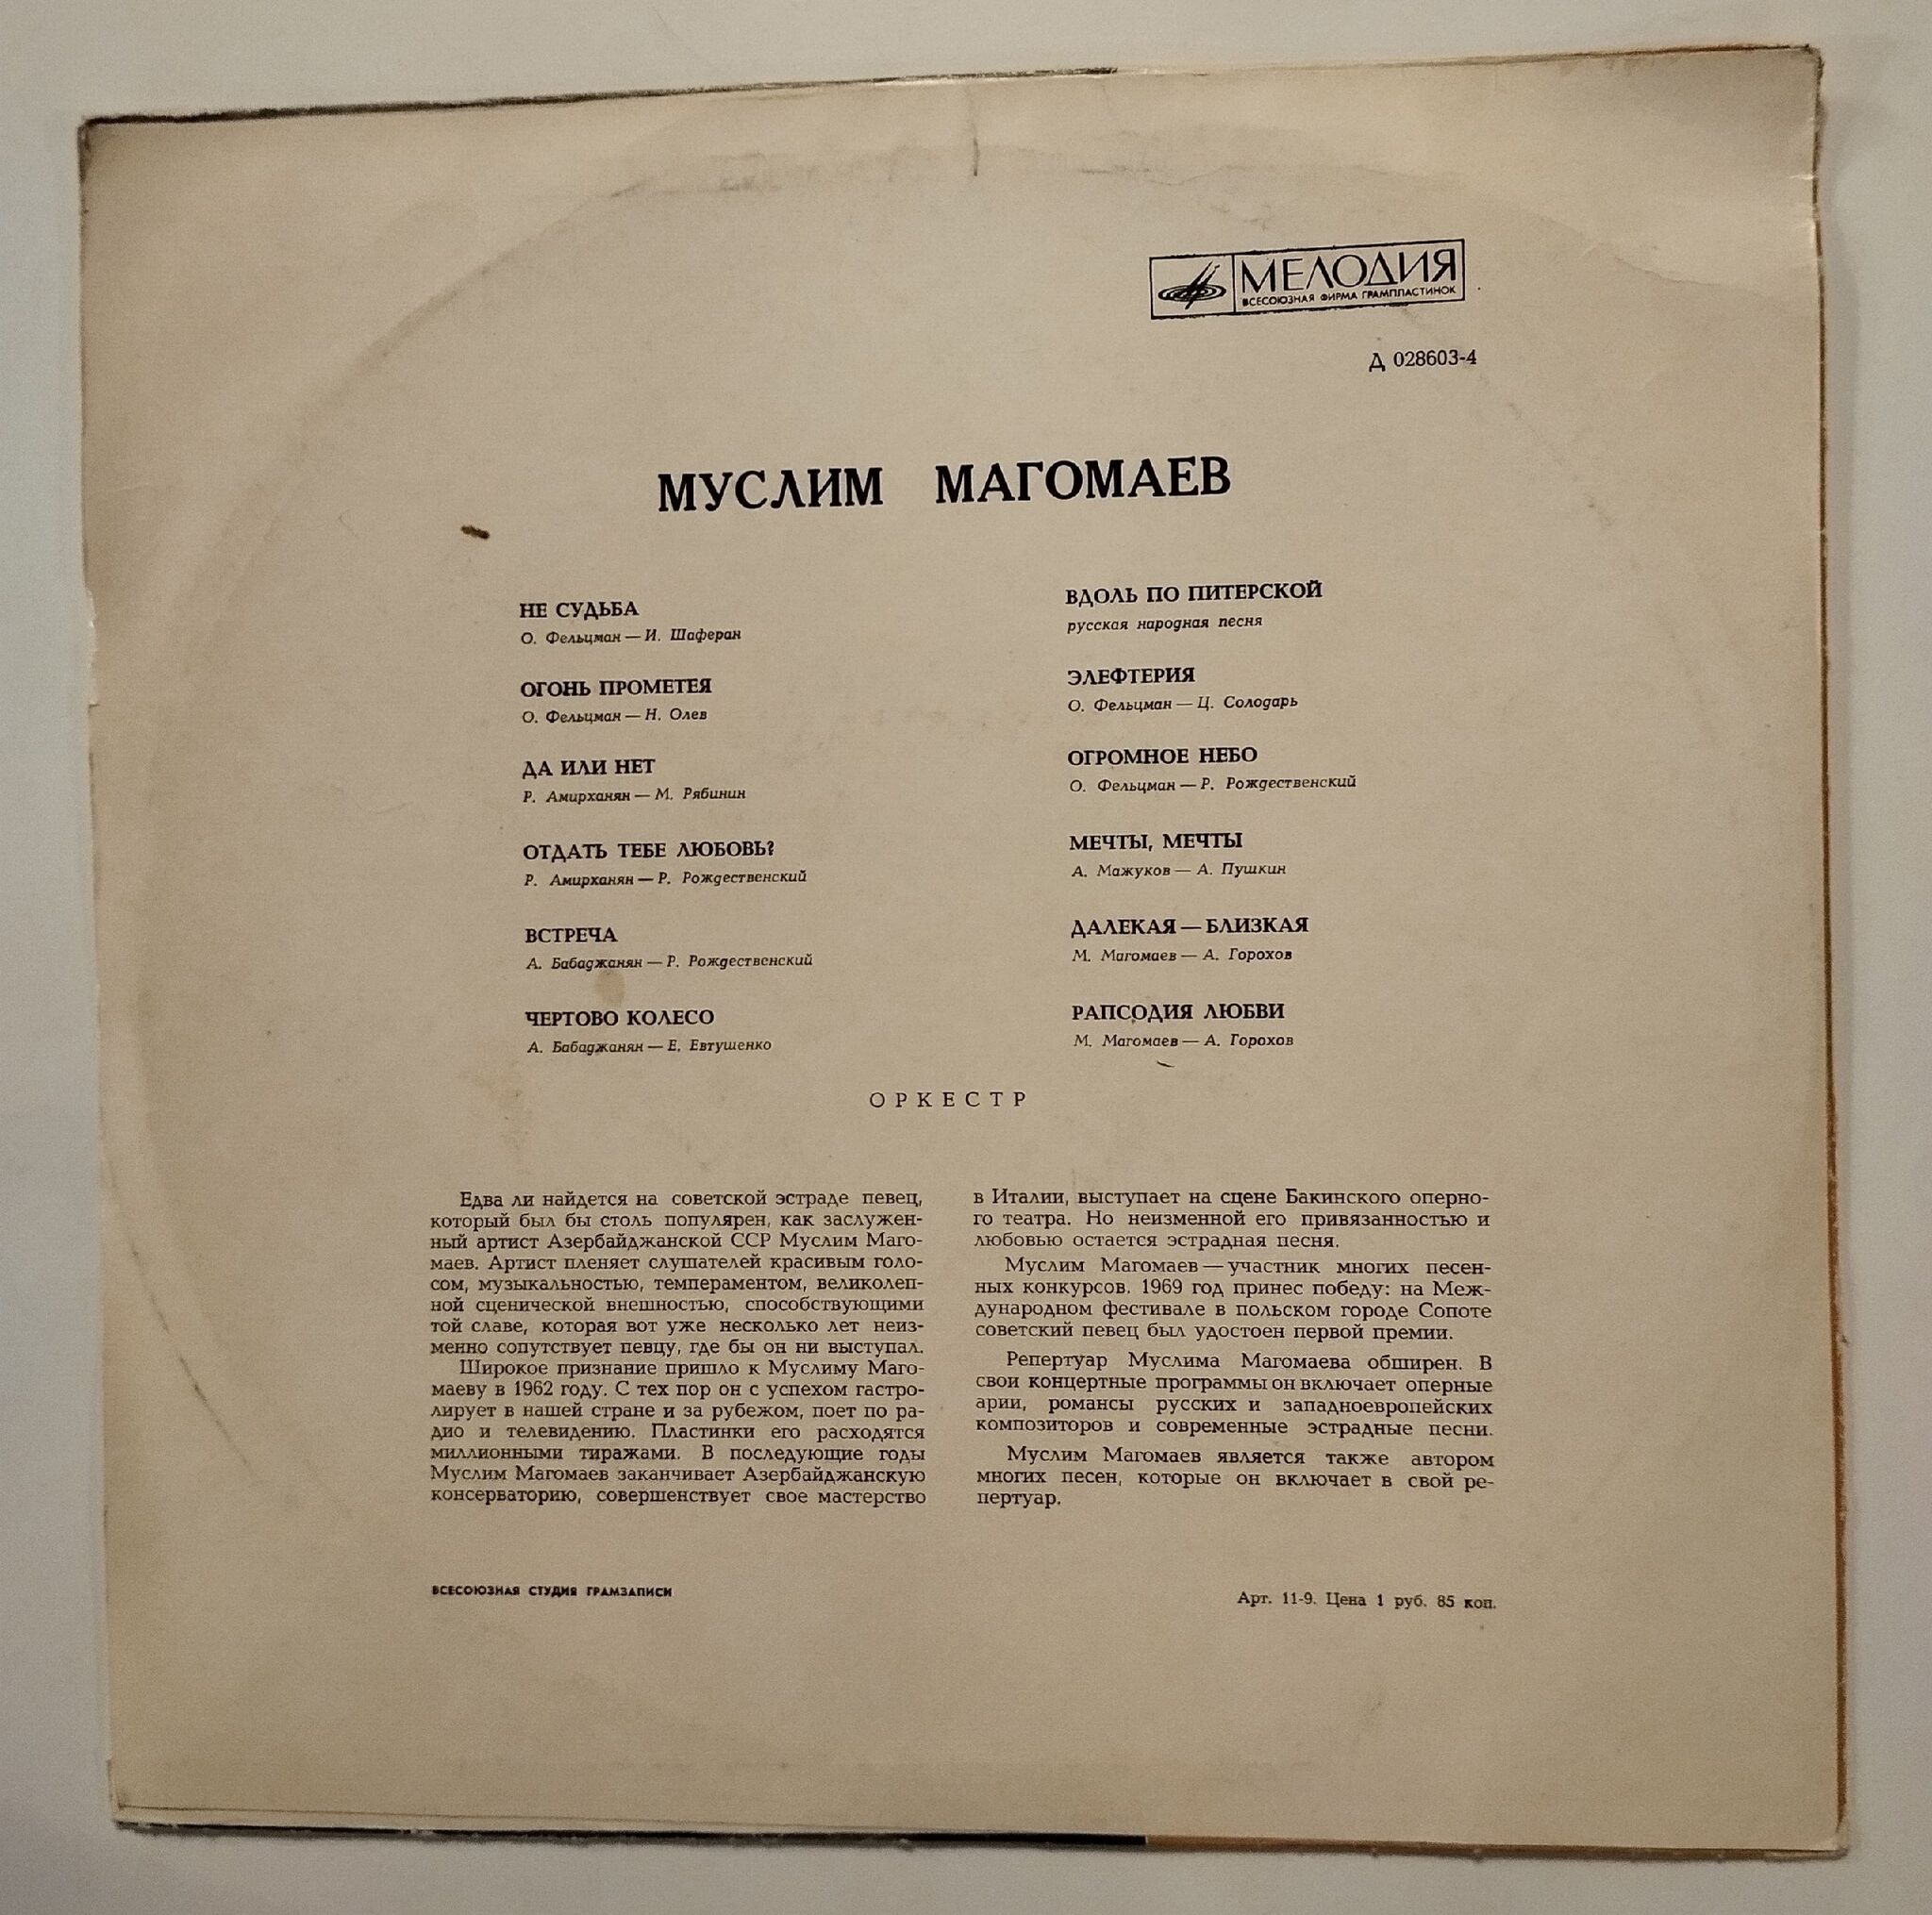 МЕЛОДИЯ
ВСЕСОЮЗНАЯ ФИРМА ГРАМПЛАСТИНОК
Д 028603-4
МУСЛИМ МАГОМАЕВ
НЕ СУДЬБА
О. Фельцман — И. Шаферан
ОГОНЬ ПРОМЕТЕЯ
О. Фельцман — Н. Олев
ДА ИЛИ НЕТ
Р. Амирханян — М. Рябинин
ОТДАТЬ ТЕБЕ ЛЮБОВЬ?
Р. Амирханян — Р. Рождественский
ВСТРЕЧА
А. Бабаджанян — Р. Рождественский
ЧЕРТОВО КОЛЕСО
А. Бабаджанян — Е. Евтушенко
ВДОЛЬ ПО ПИТЕРСКОЙ
русская народная песня
ЭЛЕФТЕРИЯ
О. Фельцман — Ц. Солодарь
ОГРОМНОЕ НЕБО
О. Фельцман — Р. Рождественский
МЕЧТЫ, МЕЧТЫ
А. Мажуков — А. Пушкин
ДАЛЕКАЯ — БЛИЗКАЯ
М. Магомаев — А. Горохов
РАПСОДИЯ ЛЮБВИ
М. Магомаев — А. Горохов
ОРКЕСТР
Едва ли найдется на советской эстраде певец,
который был бы столь популярен, как заслужен-
ный артист Азербайджанской ССР Муслим Маго-
маев. Артист пленяет слушателей красивым голо-
сом, музыкальностью, темпераментом, великолеп-
ной сценической внешностью, способствующими
той славе, которая вот уже несколько лет неиз-
менно сопутствует певцу, где бы он ни выступал.
Широкое признание пришло к Муслиму Маго-
маеву в 1962 году. С тех пор он с успехом гастро-
лирует в нашей стране и за рубежом, поет по ра-
дио и телевидению. Пластинки его расходятся
миллионными тиражами. В последующие годы
Муслим Магомаев заканчивает Азербайджанскую
консерваторию, совершенствует свое мастерство
в Италии, выступает на сцене Бакинского оперно-
го театра. Но неизменной его привязанностью и
любовью остается эстрадная песня.
Муслим Магомаев — участник многих песен-
ных конкурсов. 1969 год принес победу: на Меж-
дународном фестивале в польском городе Сопоте
советский певец был удостоен первой премии.
Репертуар Муслима Магомаева обширен. В
свои концертные программы он включает оперные
арии, романсы русских и западноевропейских
композиторов и современные эстрадные песни.
Муслим Магомаев является также автором
многих песен, которые он включает в свой ре-
пертуар.
ВСЕСОЮЗНАЯ СТУДИЯ ГРАМЗАПИСИ
Арт. 11-9. Цена 1 руб. 85 коп.